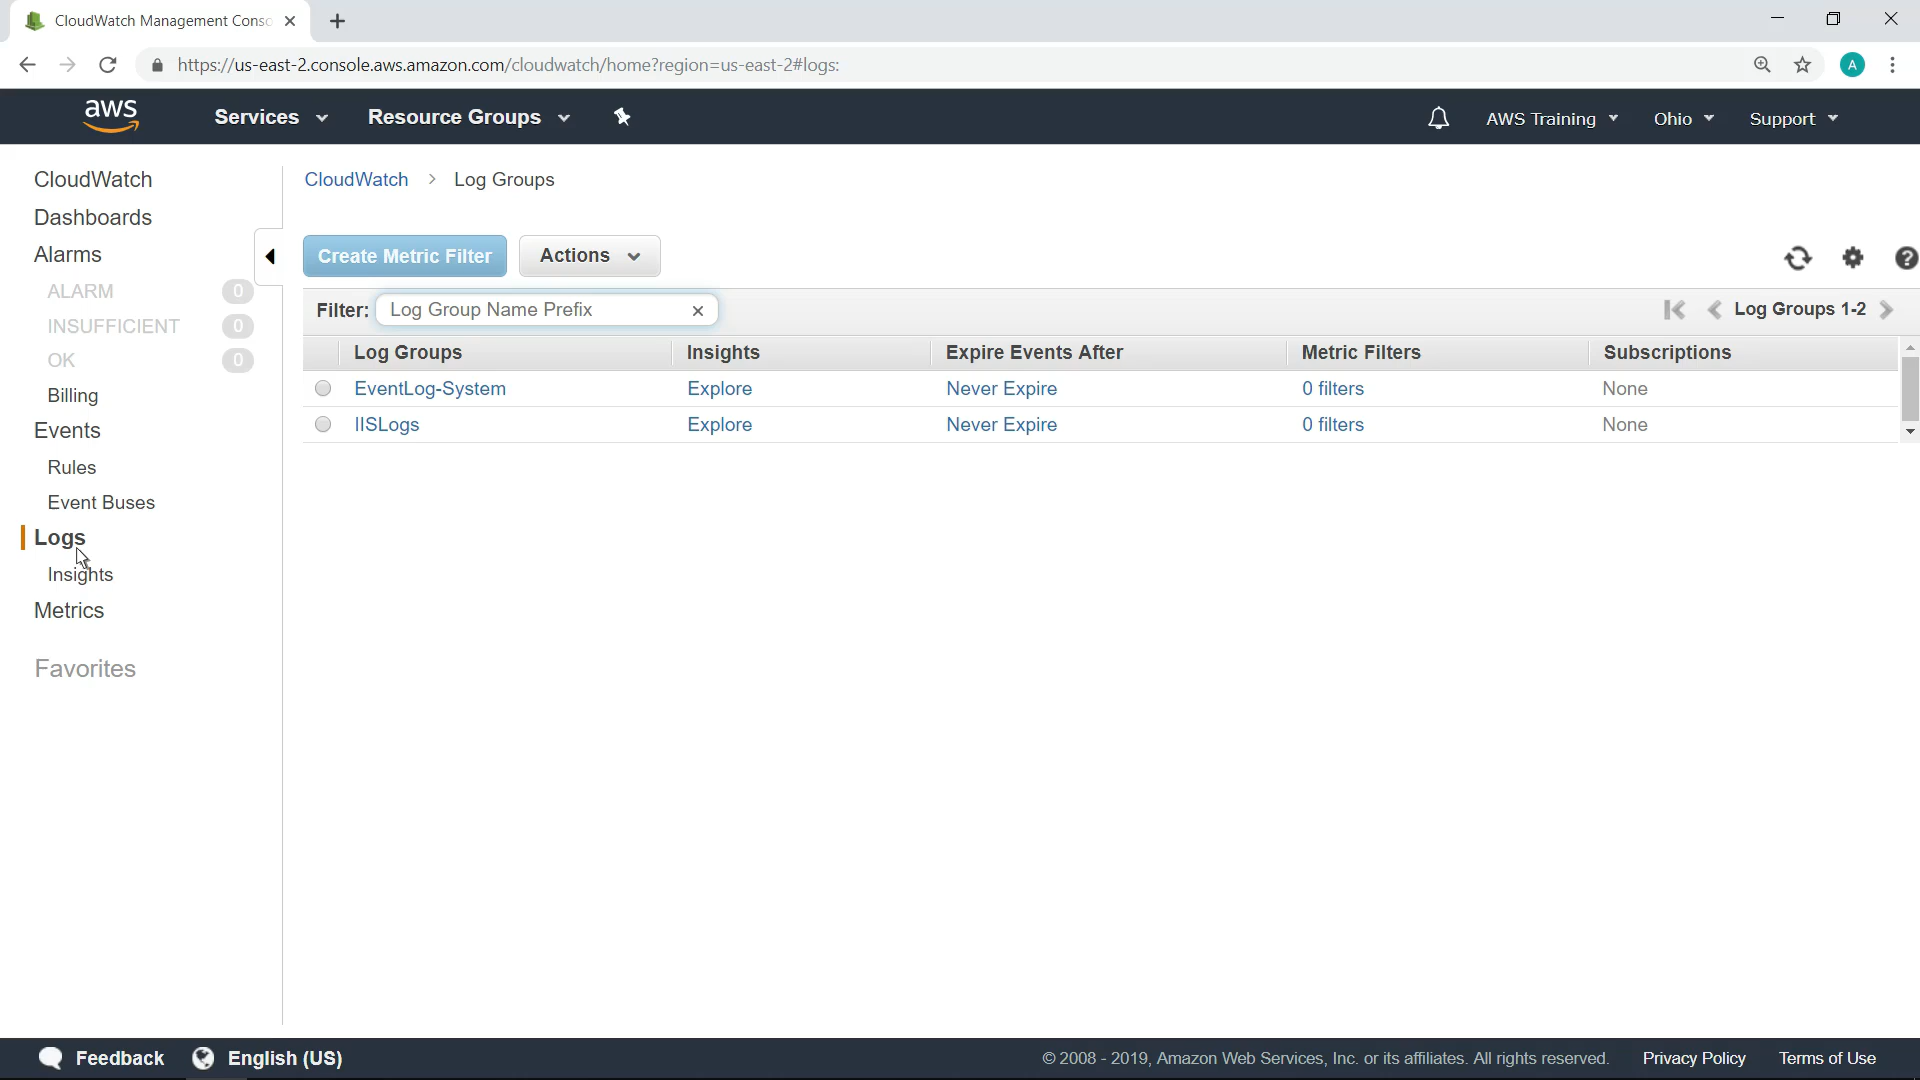 CloudWatch Management Conso
https://us-east-2.console.aws.amazon.com/cloudwatch/home?region=us-east-2#logs:
A
aws
Services
Resource Groups
AWS Training
Ohio
Support
CloudWatch
Dashboards
Alarms
ALARM 0
INSUFFICIENT 0
OK 0
Billing
Events
Rules
Event Buses
Logs
Insights
Metrics
Favorites
CloudWatch > Log Groups
Create Metric Filter
Actions
Filter: Log Group Name Prefix
Log Groups 1-2
Log Groups Insights Expire Events After Metric Filters Subscriptions
EventLog-System Explore Never Expire 0 filters None
IISLogs Explore Never Expire 0 filters None
Feedback
English (US)
© 2008 - 2019, Amazon Web Services, Inc. or its affiliates. All rights reserved.
Privacy Policy
Terms of Use